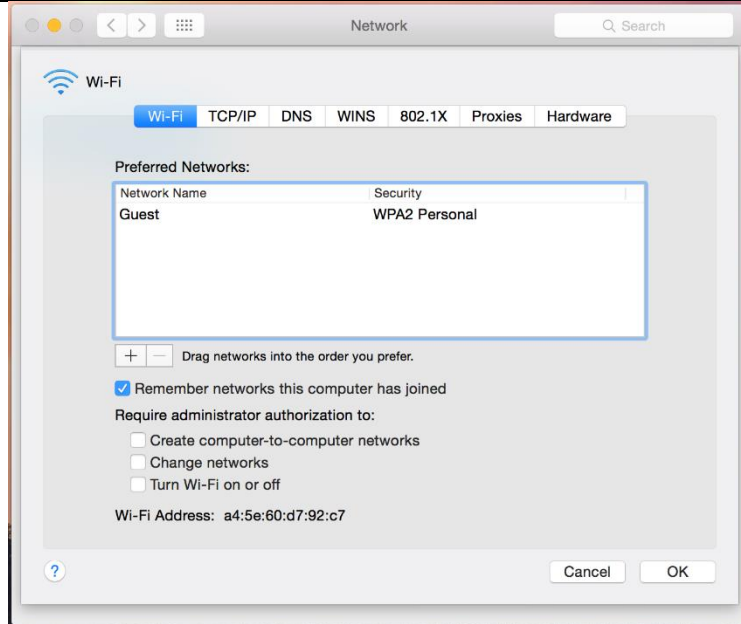 Network
Search
Wi-Fi
Wi-Fi TCP/IP DNS WINS 802.1X Proxies Hardware
Preferred Networks:
Network Name Security
Guest WPA2 Personal
+ − Drag networks into the order you prefer.
Remember networks this computer has joined
Require administrator authorization to:
Create computer-to-computer networks
Change networks
Turn Wi-Fi on or off
Wi-Fi Address: a4:5e:60:d7:92:c7
? Cancel OK